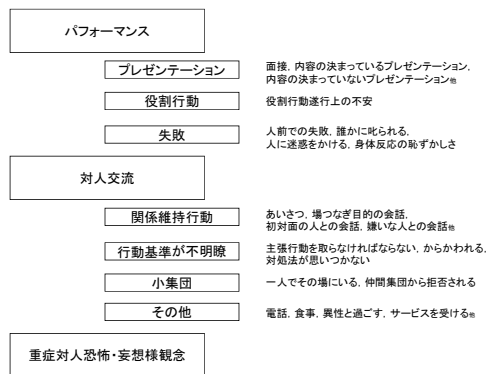 パフォーマンス
プレゼンテーション
面接, 内容の決まっているプレゼンテーション,
内容の決まっていないプレゼンテーション他
役割行動
役割行動遂行上の不安
失敗
人前での失敗, 誰かに叱られる,
人に迷惑をかける, 身体反応の恥ずかしさ
対人交流
関係維持行動
あいさつ, 場つなぎ目的の会話,
初対面の人との会話, 嫌いな人との会話他
行動基準が不明瞭
主張行動を取らなければならない, からかわれる,
対処法が思いつかない
小集団
一人でその場にいる, 仲間集団から拒否される
その他
電話, 食事, 異性と過ごす, サービスを受ける他
重症対人恐怖・妄想様観念